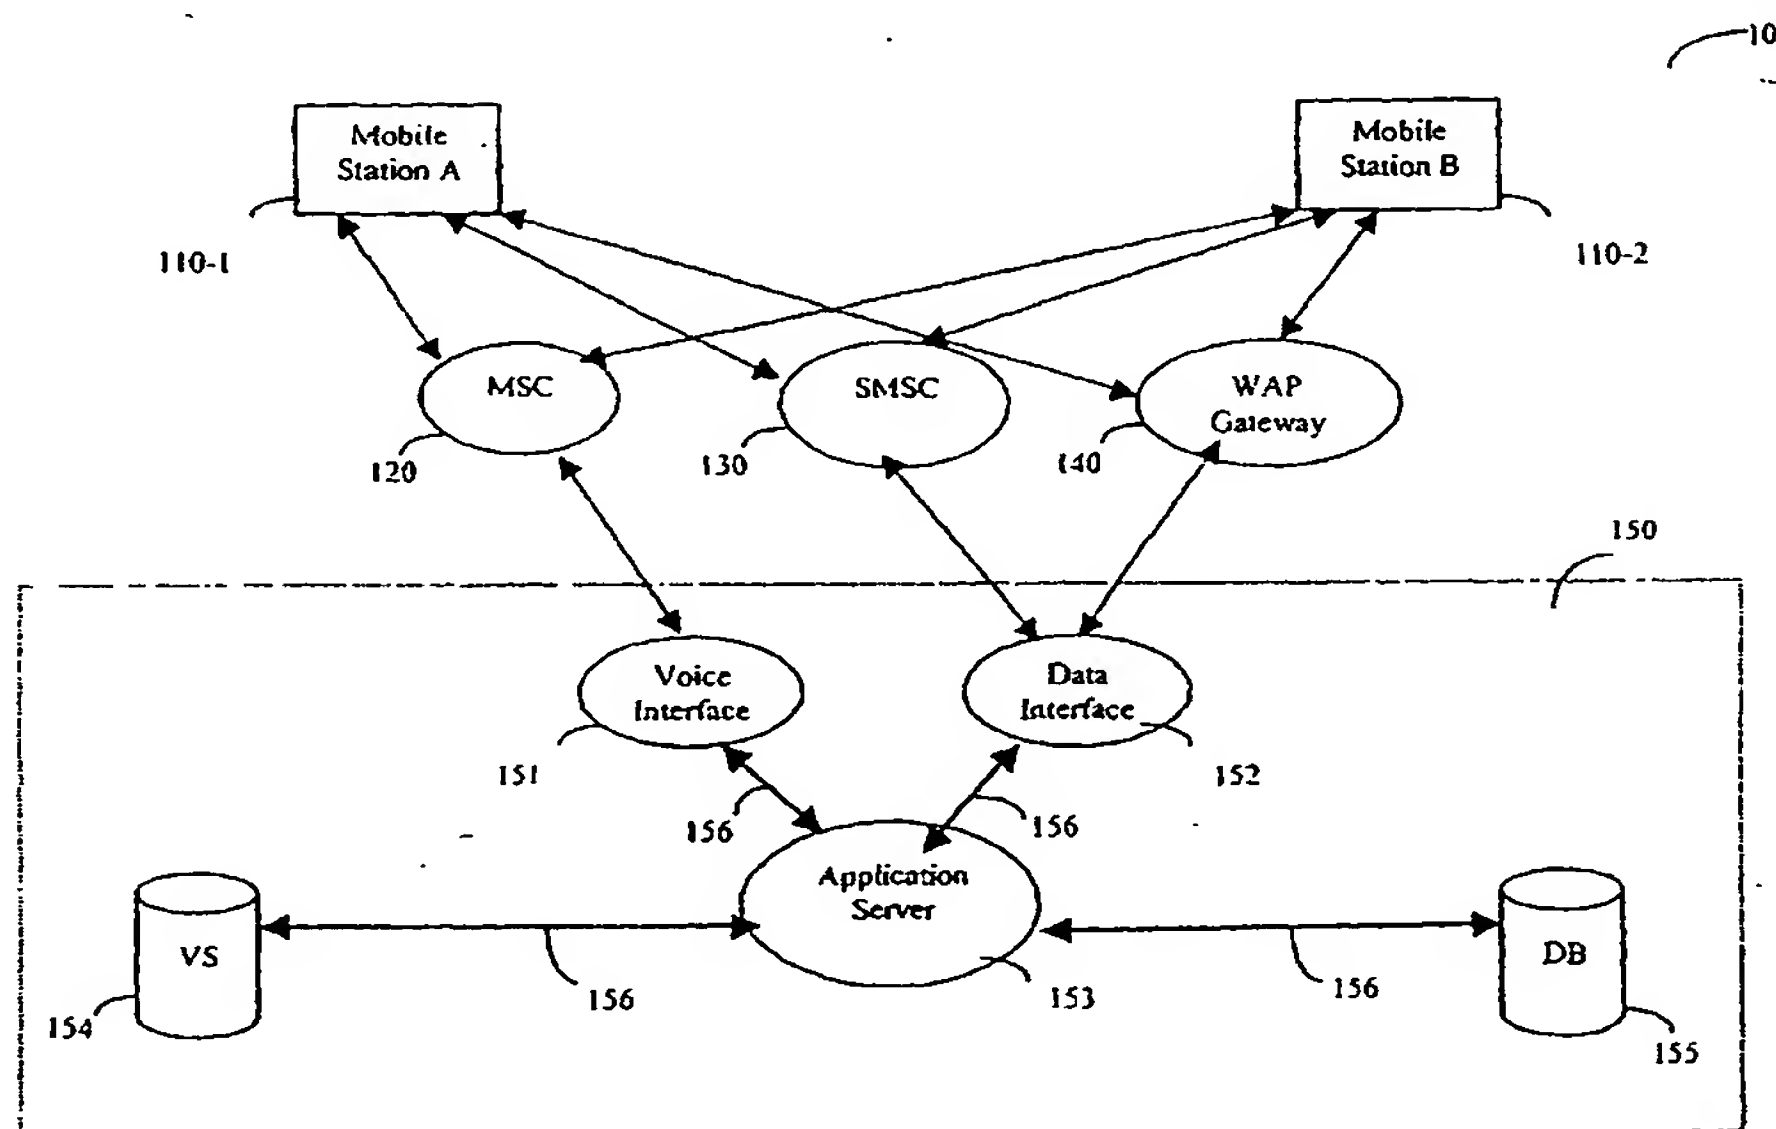 10
Mobile
Station A
Mobile
Station B
110-1
110-2
MSC
SMSC
WAP
Gateway
120
130
140
150
Voice
Interface
Data
Interface
151
152
156
156
Application
Server
VS
DB
156
153
156
154
155